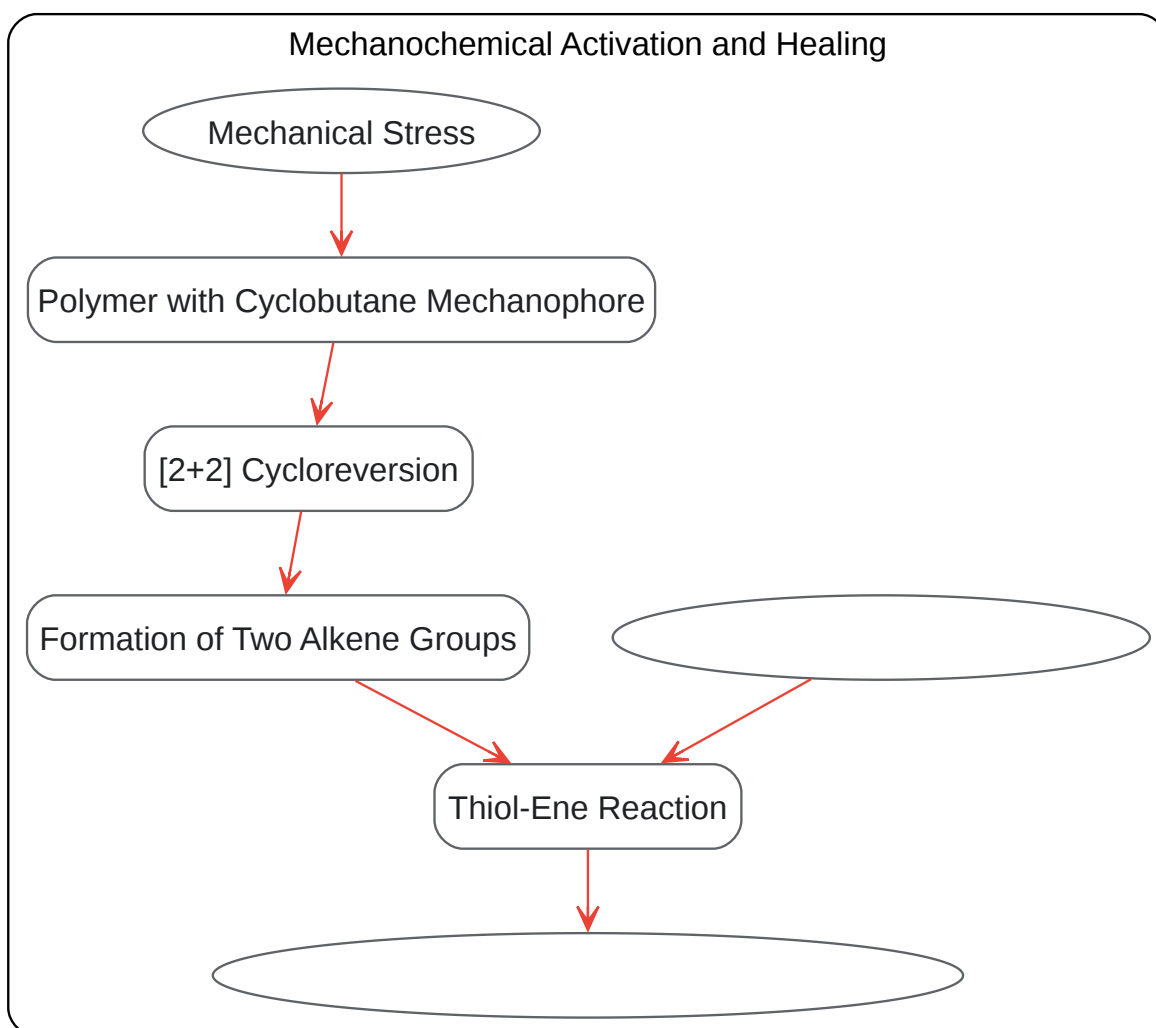 Mechanochemical Activation and Healing
Mechanical Stress
Polymer with Cyclobutane Mechanophore
[2+2] Cycloreversion
Formation of Two Alkene Groups
Thiol-Ene Reaction